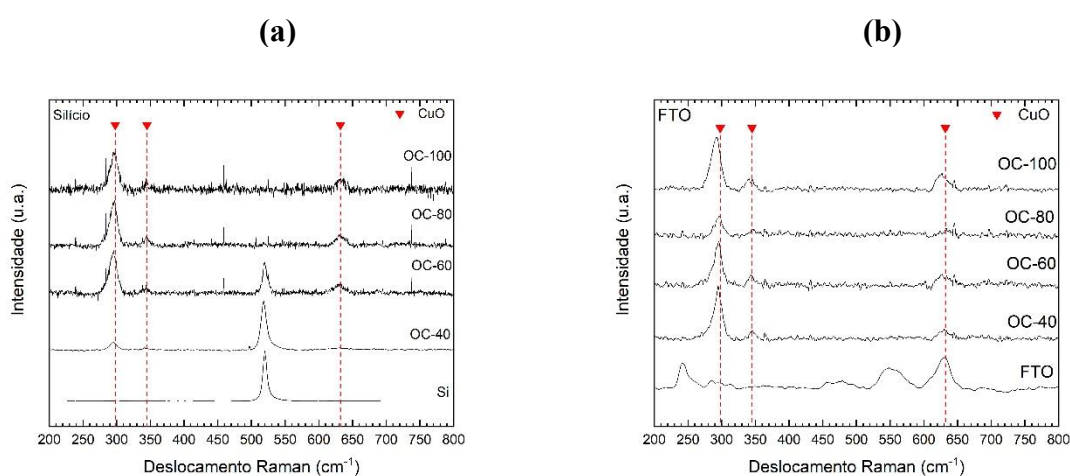 (a)
(b)
Silício
CuO
OC-100
OC-80
OC-60
OC-40
Si
Intensidade (u.a.)
200 250 300 350 400 450 500 550 600 650 700 750 800
Deslocamento Raman (cm⁻¹)
FTO
CuO
OC-100
OC-80
OC-60
OC-40
FTO
Intensidade (u.a.)
200 250 300 350 400 450 500 550 600 650 700 750 800
Deslocamento Raman (cm⁻¹)